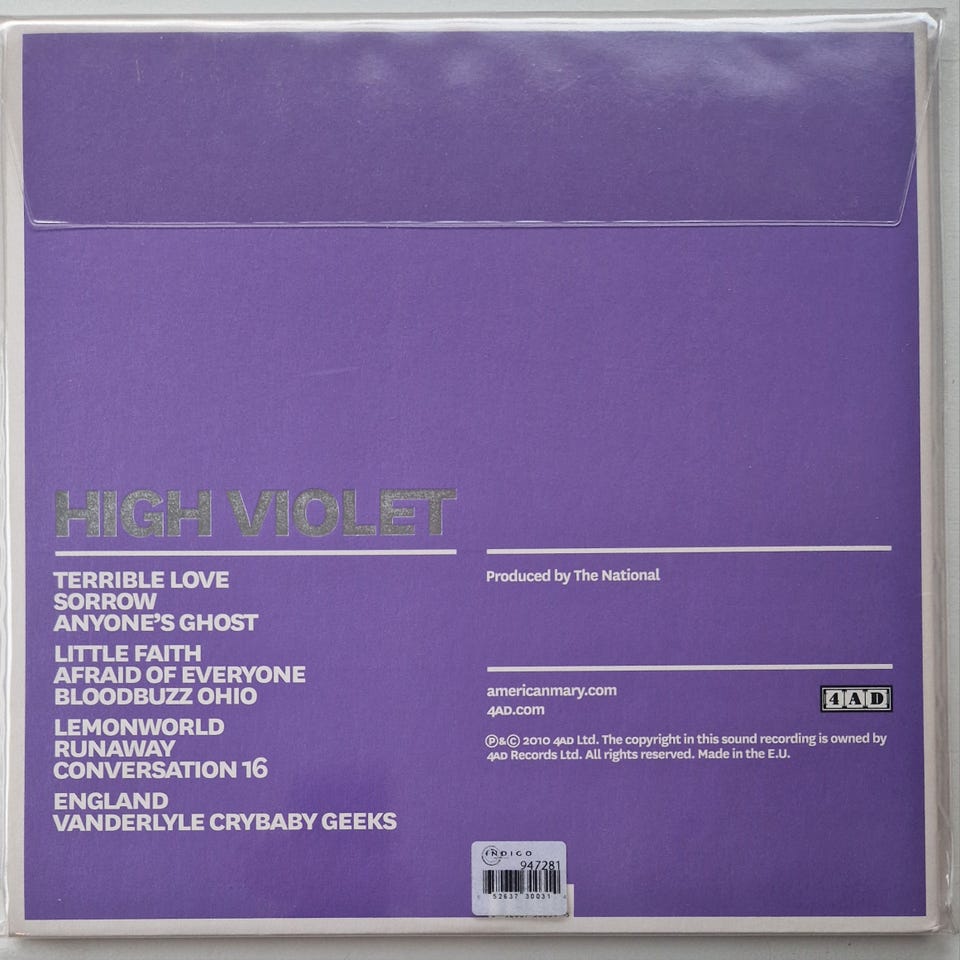 HIGH VIOLET
TERRIBLE LOVE
SORROW
ANYONE'S GHOST
LITTLE FAITH
AFRAID OF EVERYONE
BLOODBUZZ OHIO
LEMONWORLD
RUNAWAY
CONVERSATION 16
ENGLAND
VANDERLYLE CRYBABY GEEKS
Produced by The National
americanmary.com
4AD.com
4AD
℗&© 2010 4AD Ltd. The copyright in this sound recording is owned by
4AD Records Ltd. All rights reserved. Made in the E.U.
INDIGO
947281
52637 30031